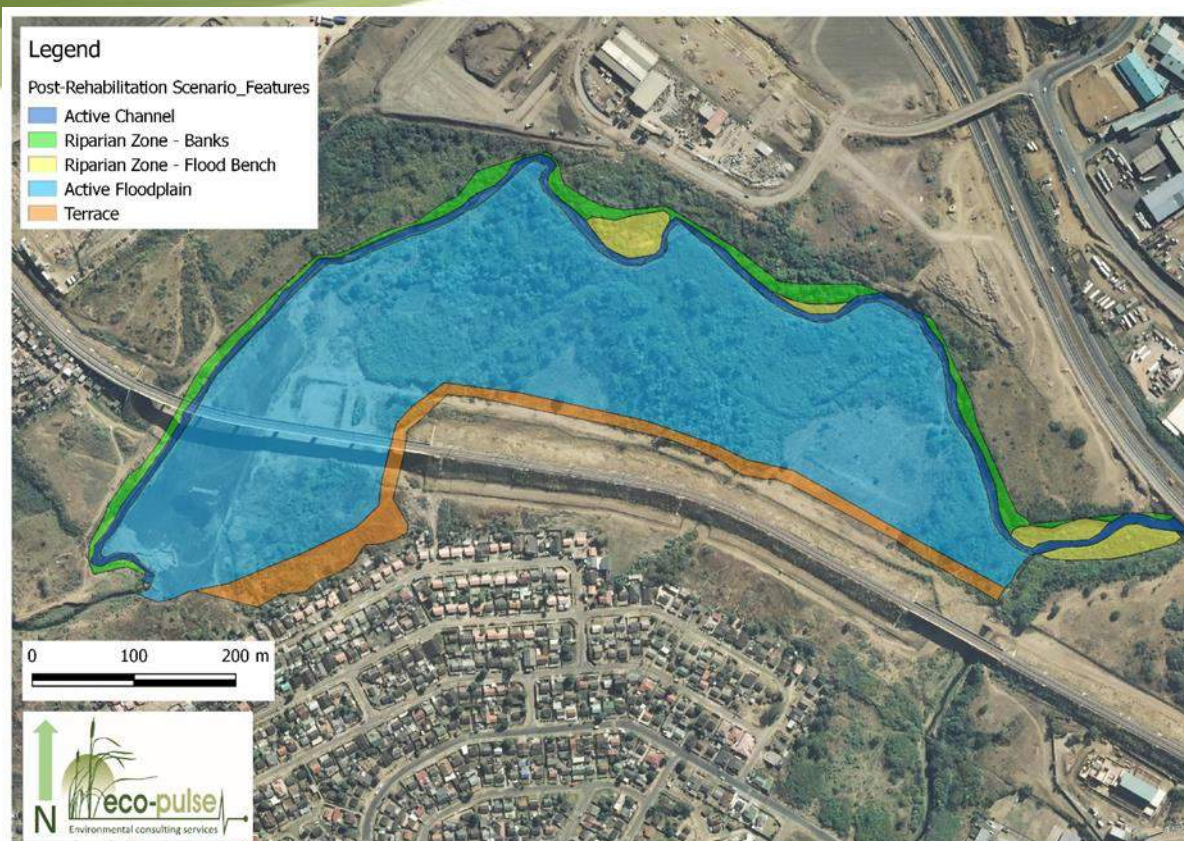 Legend
Post-Rehabilitation Scenario_Features
Active Channel
Riparian Zone - Banks
Riparian Zone - Flood Bench
Active Floodplain
Terrace
0 100 200 m
N
eco-pulse
Environmental consulting services